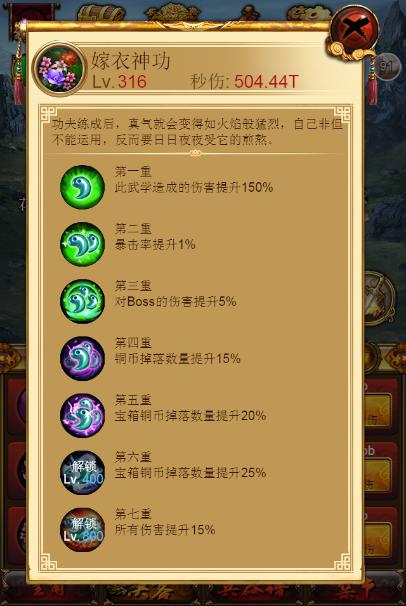 嫁衣神功
Lv.316 秒伤: 504.44T
91
功夫练成后，真气就会变得如火焰般猛烈，自己非但
不能运用，反而要日日夜夜受它的煎熬。
第一重
此武学造成的伤害提升150%
第二重
暴击率提升1%
第三重
对Boss的伤害提升5%
第四重
铜币掉落数量提升15%
第五重
宝箱铜币掉落数量提升20%
第六重
宝箱铜币掉落数量提升25%
解锁
Lv.400
第七重
所有伤害提升15%
解锁
Lv.800